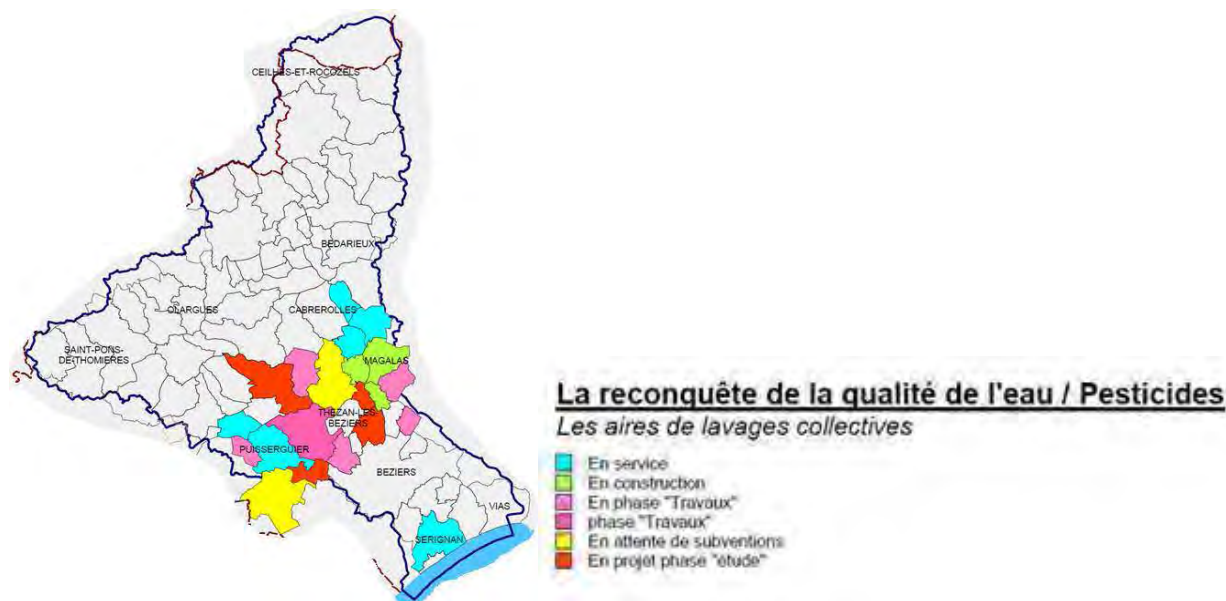 CEILHES-ET-ROCOZELS
BEDARIEUX
OLARGUES
CABREROLLES
SAINT-PONS-
DE-THOMIERES
MAGALAS
THEZAN-LES-
BEZIERS
PUISSERGUIER
BEZIERS
VIAS
SERIGNAN
La reconquête de la qualité de l'eau / Pesticides
Les aires de lavages collectives
En service
En construction
En phase "Travaux"
phase "Travaux"
En attente de subventions
En projet phase "étude"